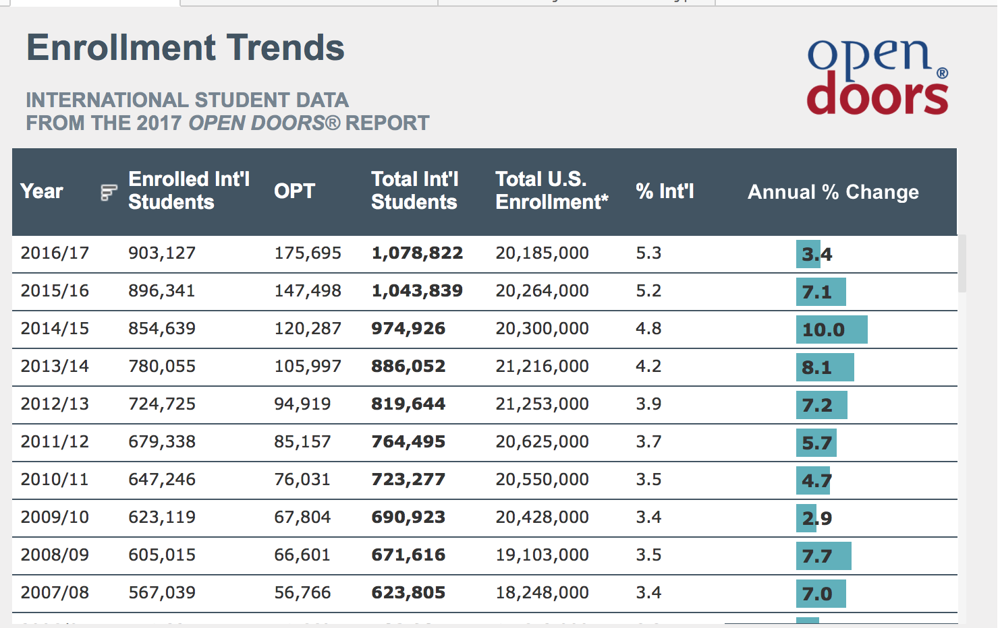 Enrollment Trends
open
doors®
INTERNATIONAL STUDENT DATA
FROM THE 2017 OPEN DOORS® REPORT
Year Enrolled Int'l Students OPT Total Int'l Students Total U.S. Enrollment* % Int'l Annual % Change
2016/17 903,127 175,695 1,078,822 20,185,000 5.3 3.4
2015/16 896,341 147,498 1,043,839 20,264,000 5.2 7.1
2014/15 854,639 120,287 974,926 20,300,000 4.8 10.0
2013/14 780,055 105,997 886,052 21,216,000 4.2 8.1
2012/13 724,725 94,919 819,644 21,253,000 3.9 7.2
2011/12 679,338 85,157 764,495 20,625,000 3.7 5.7
2010/11 647,246 76,031 723,277 20,550,000 3.5 4.7
2009/10 623,119 67,804 690,923 20,428,000 3.4 2.9
2008/09 605,015 66,601 671,616 19,103,000 3.5 7.7
2007/08 567,039 56,766 623,805 18,248,000 3.4 7.0